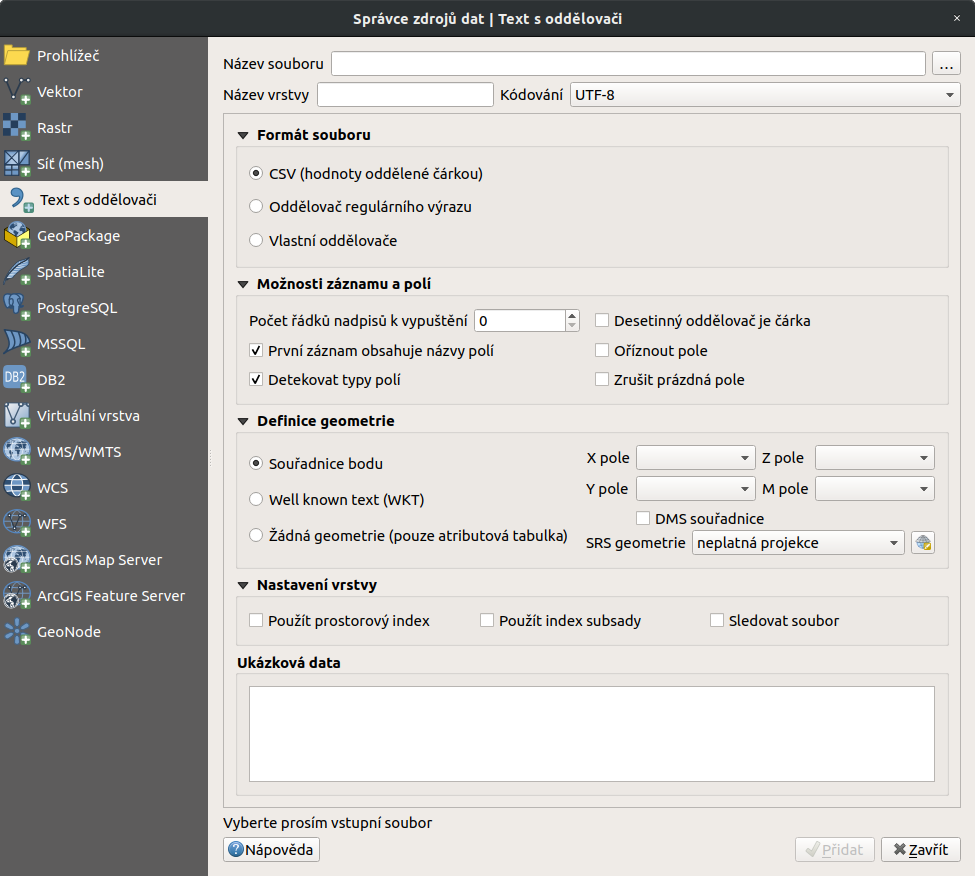 Správce zdrojů dat | Text s oddělovači
Prohlížeč
Vektor
Rastr
Síť (mesh)
Text s oddělovači
GeoPackage
SpatiaLite
PostgreSQL
MSSQL
DB2
DB2
Virtuální vrstva
WMS/WMTS
WCS
WFS
ArcGIS Map Server
ArcGIS Feature Server
GeoNode
Název souboru
...
Název vrstvy
Kódování
UTF-8
Formát souboru
CSV (hodnoty oddělené čárkou)
Oddělovač regulárního výrazu
Vlastní oddělovače
Možnosti záznamu a polí
Počet řádků nadpisů k vypuštění 0
Desetinný oddělovač je čárka
První záznam obsahuje názvy polí
Oříznout pole
Detekovat typy polí
Zrušit prázdná pole
Definice geometrie
Souřadnice bodu
Well known text (WKT)
Žádná geometrie (pouze atributová tabulka)
X pole
Z pole
Y pole
M pole
DMS souřadnice
SRS geometrie neplatná projekce
Nastavení vrstvy
Použít prostorový index
Použít index subsady
Sledovat soubor
Ukázková data
Vyberte prosím vstupní soubor
Nápověda
Přidat
Zavřít